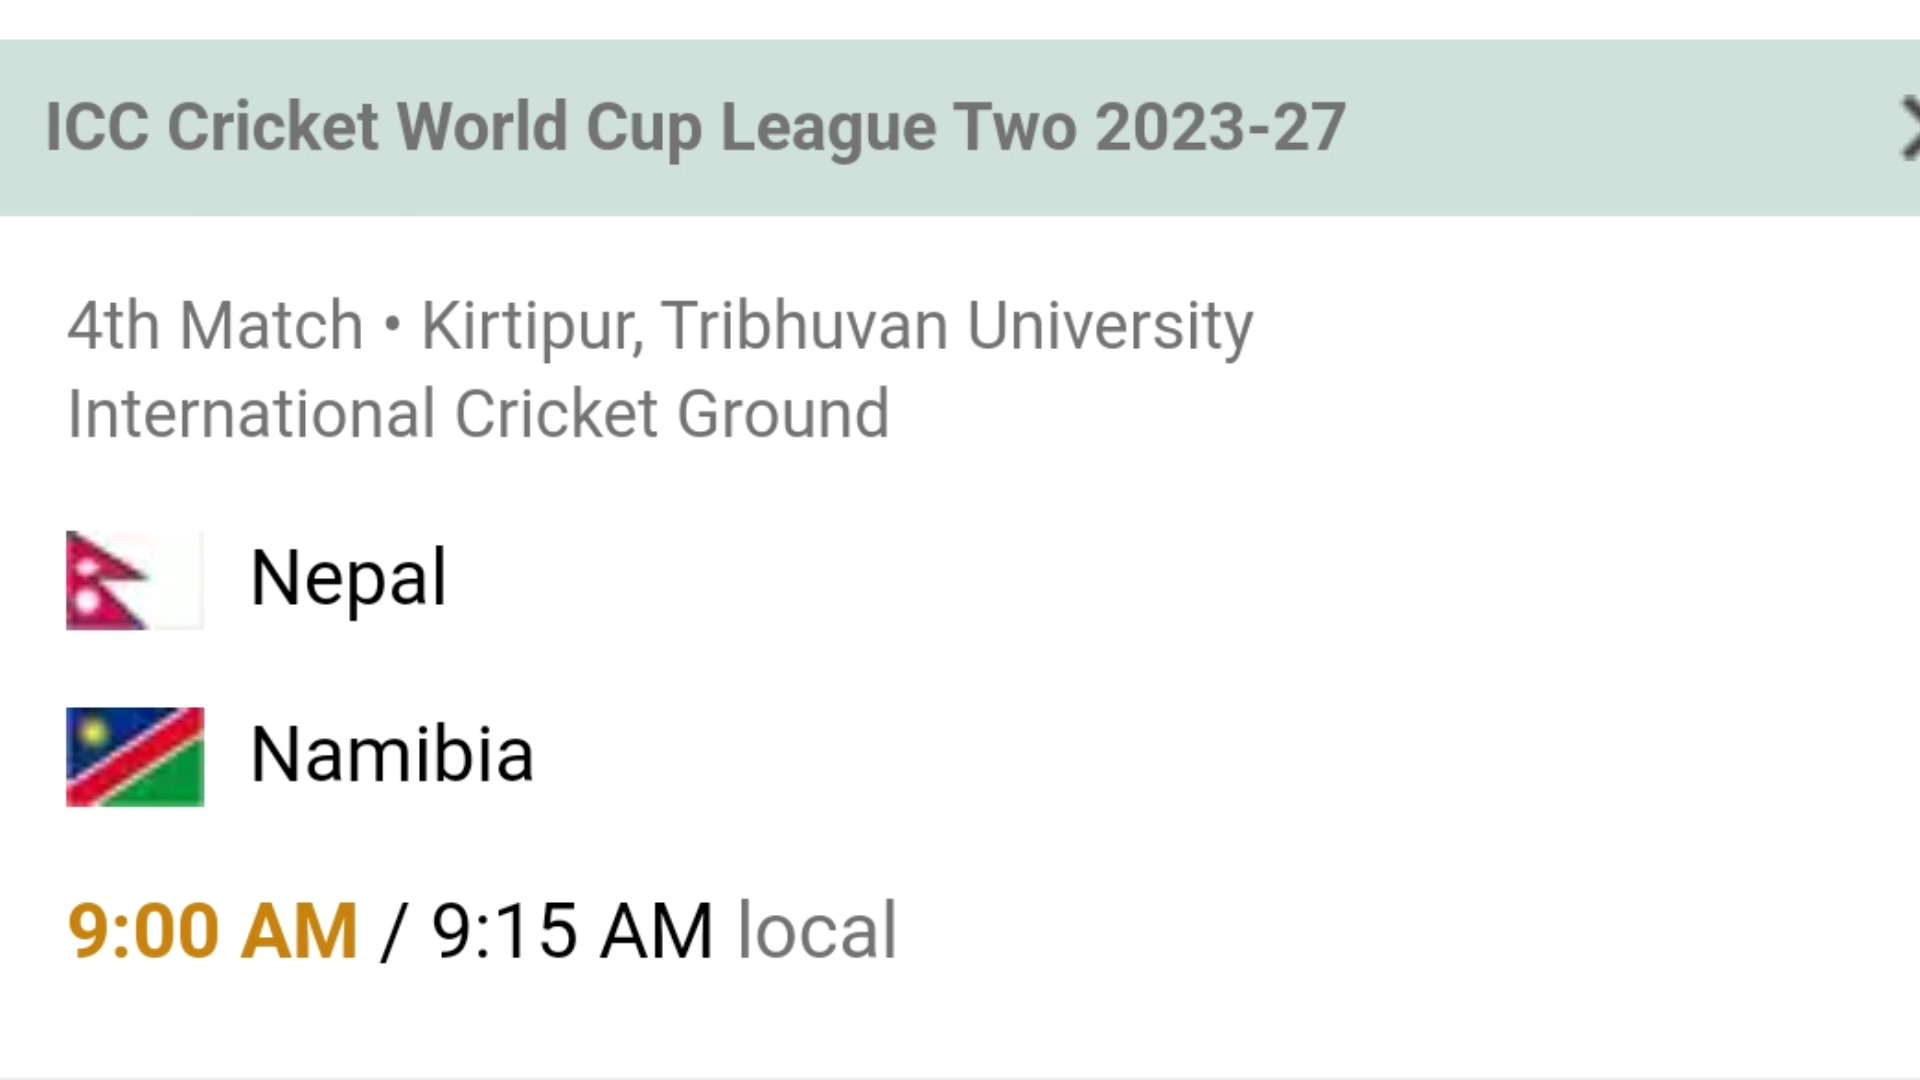 ICC Cricket World Cup League Two 2023-27
4th Match • Kirtipur, Tribhuvan University
International Cricket Ground
Nepal
Namibia
9:00 AM / 9:15 AM local